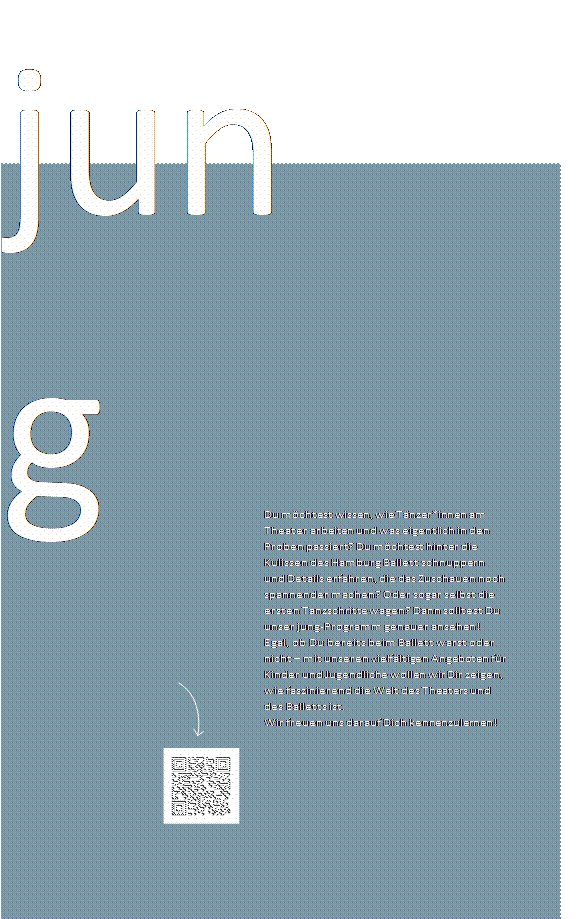 jun
g
Du möchtest wissen, wie Tänzer*innen am
Theater arbeiten und was eigentlich in den
Proben passiert? Du möchtest hinter die
Kulissen des Hamburg Ballett schnuppern
und Details erfahren, die das Zuschauen noch
spannender machen? Oder sogar selbst die
ersten Tanzschritte wagen? Dann solltest Du
unser jung-Programm genauer ansehen!!
Egal, ob Du bereits beim Ballett warst oder
nicht – mit unseren vielfältigen Angeboten für
Kinder und Jugendliche wollen wir Dir zeigen,
wie faszinierend die Welt des Theaters und
des Balletts ist.
Wir freuen uns darauf Dich kennenzulernen!